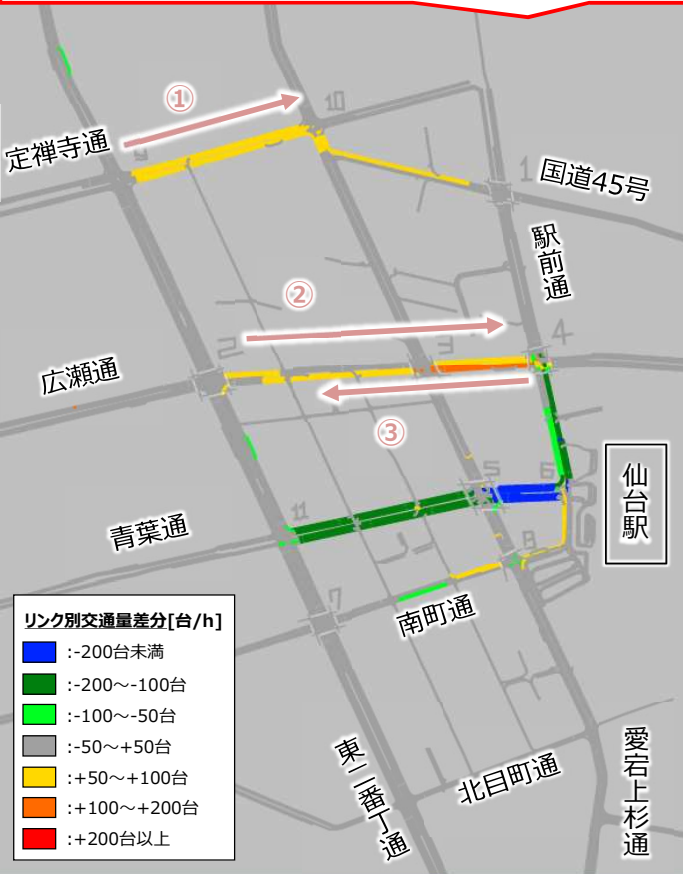 ①
10
定禅寺通
9
1
国道45号
駅前通
②
2
3
4
広瀬通
③
5
6
仙台駅
11
青葉通
8
7
南町通
リンク別交通量差分[台/h]
:-200台未満
:-200～-100台
:-100～-50台
:-50～+50台
:+50～+100台
:+100～+200台
:+200台以上
東二番丁通
北目町通
愛宕上杉通